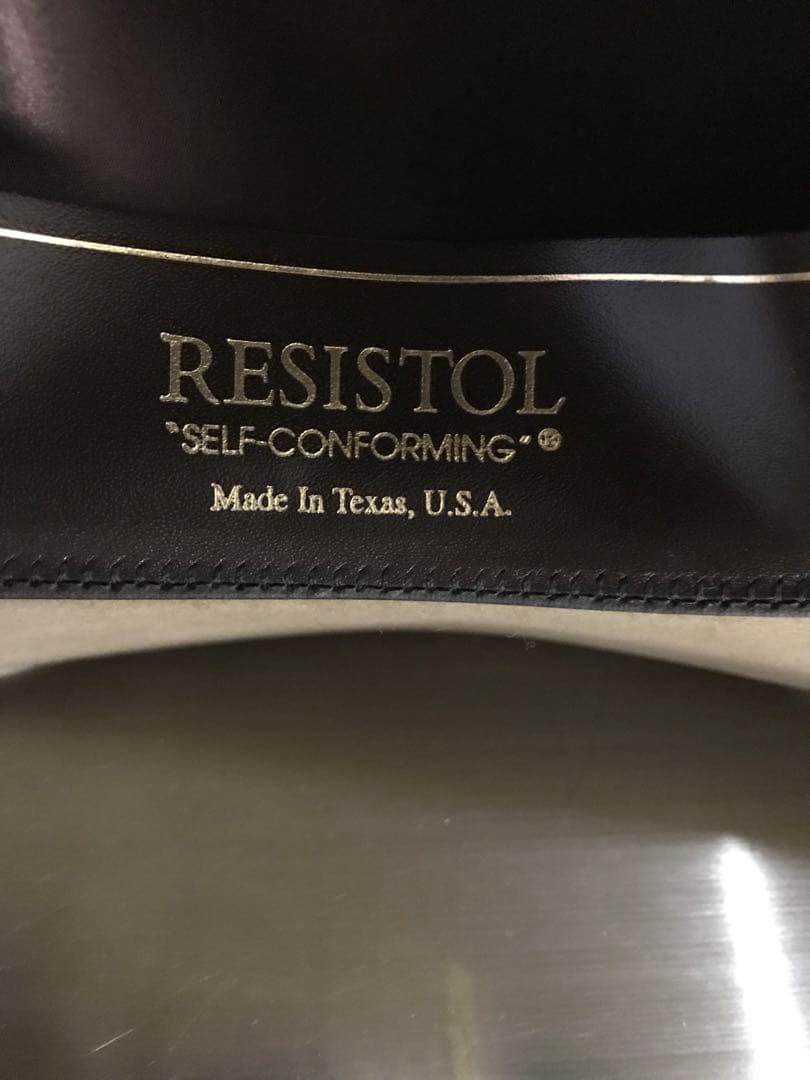 RESISTOL
"SELF-CONFORMING"®
Made In Texas, U.S.A.